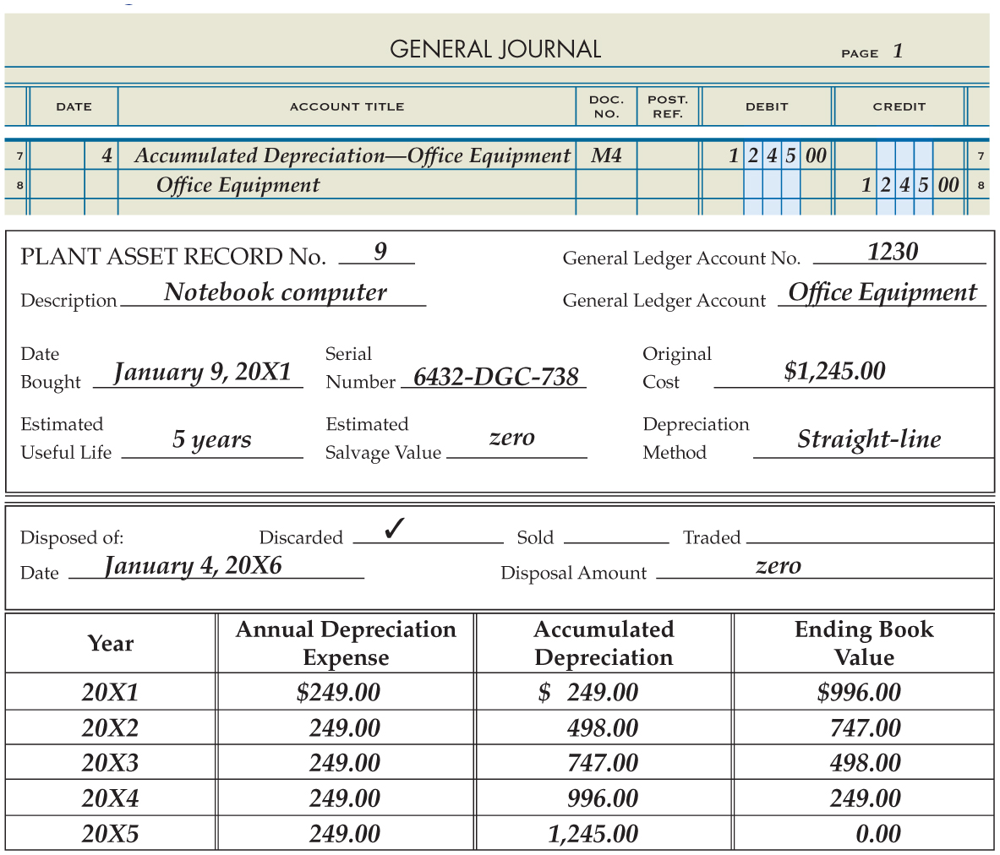 GENERAL JOURNAL PAGE 1
DATE ACCOUNT TITLE DOC. NO. POST. REF. DEBIT CREDIT
7 4 Accumulated Depreciation—Office Equipment M4 1 2 4 5 00 7
8 Office Equipment 1 2 4 5 00 8
PLANT ASSET RECORD No. 9 General Ledger Account No. 1230
Description Notebook computer General Ledger Account Office Equipment
Date Bought January 9, 20X1 Serial Number 6432-DGC-738 Original Cost $1,245.00
Estimated Useful Life 5 years Estimated Salvage Value zero Depreciation Method Straight-line
Disposed of: Discarded ✓ Sold Traded
Date January 4, 20X6 Disposal Amount zero
Year Annual Depreciation Expense Accumulated Depreciation Ending Book Value
20X1 $249.00 $ 249.00 $996.00
20X2 249.00 498.00 747.00
20X3 249.00 747.00 498.00
20X4 249.00 996.00 249.00
20X5 249.00 1,245.00 0.00